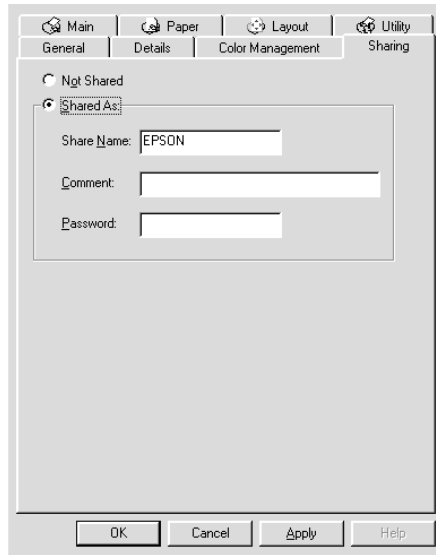 Main Paper Layout Utility
General Details Color Management Sharing
Not Shared
Shared As:
Share Name: EPSON
Comment:
Password:
OK Cancel Apply Help